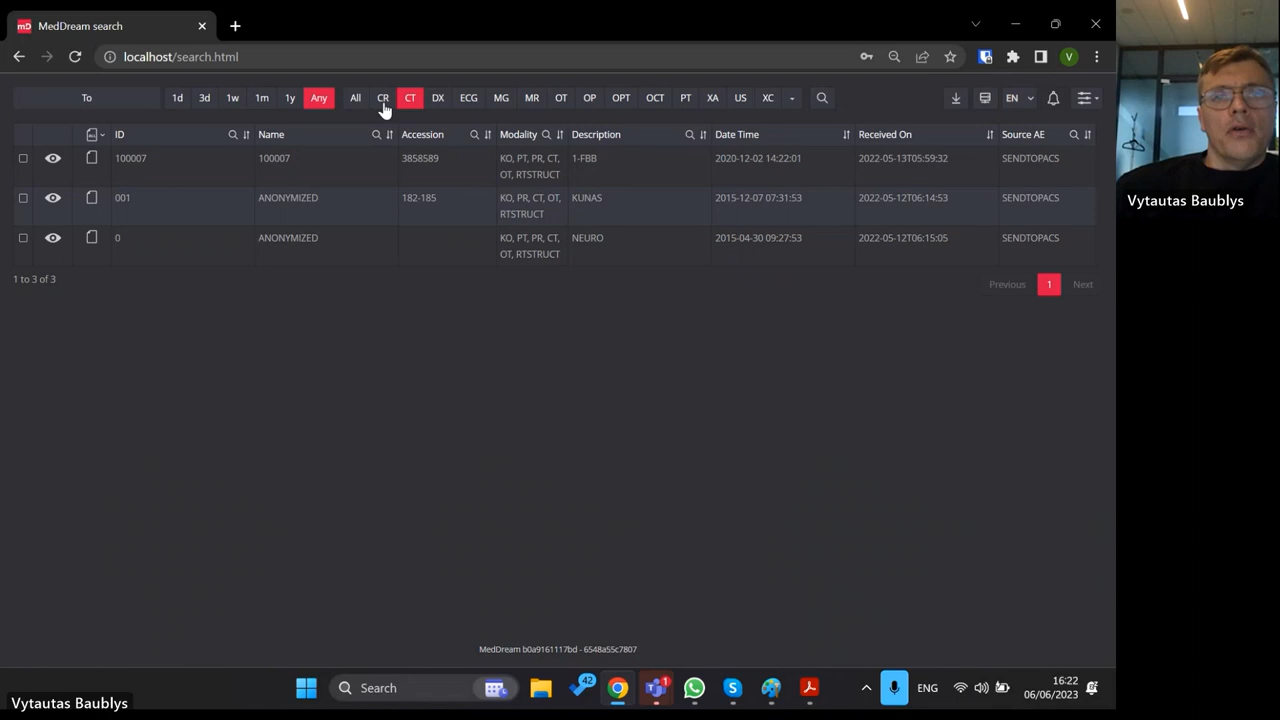 mD MedDream search
localhost/search.html
V
To 1d 3d 1w 1m 1y Any All CR CT DX ECG MG MR OT OP OPT OCT PT XA US XC - EN
ID Name Accession Modality Description Date Time Received On Source AE
100007 100007 3858589 KO, PT, PR, CT, 1-FBB 2020-12-02 14:22:01 2022-05-13T05:59:32 SENDTOPACS
OT, RTSTRUCT
001 ANONYMIZED 182-185 KO, PR, CT, OT, KUNAS 2015-12-07 07:31:53 2022-05-12T06:14:53 SENDTOPACS
RTSTRUCT
0 ANONYMIZED KO, PT, PR, CT, NEURO 2015-04-30 09:27:53 2022-05-12T06:15:05 SENDTOPACS
OT, RTSTRUCT
1 to 3 of 3
Previous 1 Next
MedDream b0a9161117bd - 6548a55c7807
Search
42
1
ENG
16:22
06/06/2023
Vytautas Baublys
Vytautas Baublys